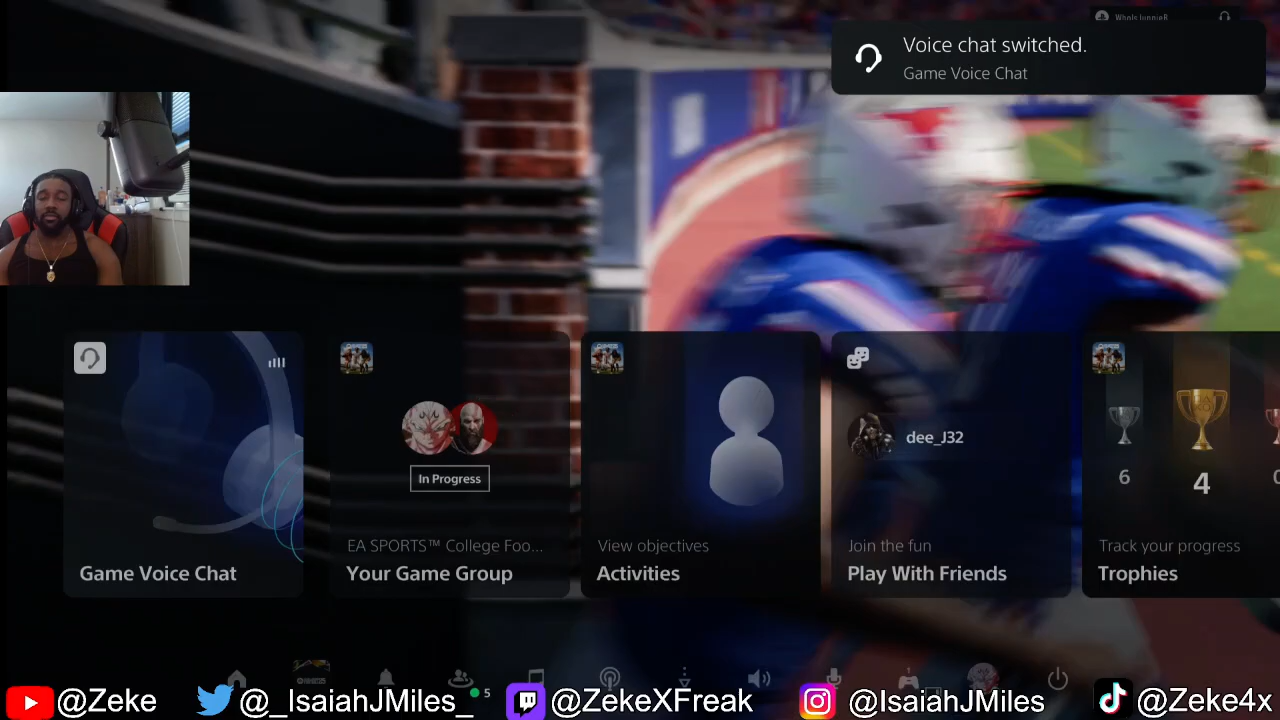 WhoIsJunnieB
Voice chat switched.
Game Voice Chat
In Progress
dee_J32
6
4
EA SPORTS™ College Foo...
View objectives
Join the fun
Track your progress
Game Voice Chat
Your Game Group
Activities
Play With Friends
Trophies
5
@Zeke
@_IsaiahJMiles_
@ZekeXFreak
@IsaiahJMiles
@Zeke4x